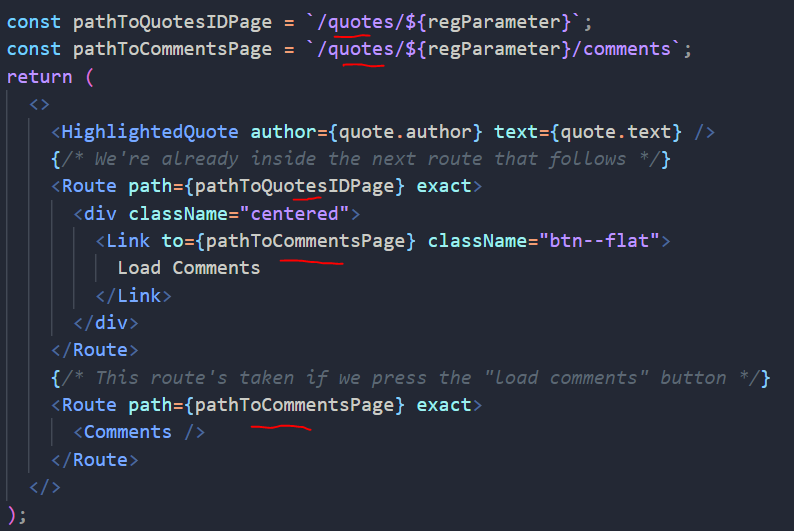 const pathToQuotesIDPage = `/quotes/${regParameter}`;
const pathToCommentsPage = `/quotes/${regParameter}/comments`;
return (
<>
<HighlightedQuote author={quote.author} text={quote.text} />
{/* We're already inside the next route that follows */}
<Route path={pathToQuotesIDPage} exact>
<div className="centered">
<Link to={pathToCommentsPage} className="btn--flat">
Load Comments
</Link>
</div>
</Route>
{/* This route's taken if we press the "load comments" button */}
<Route path={pathToCommentsPage} exact>
<Comments />
</Route>
</>
);